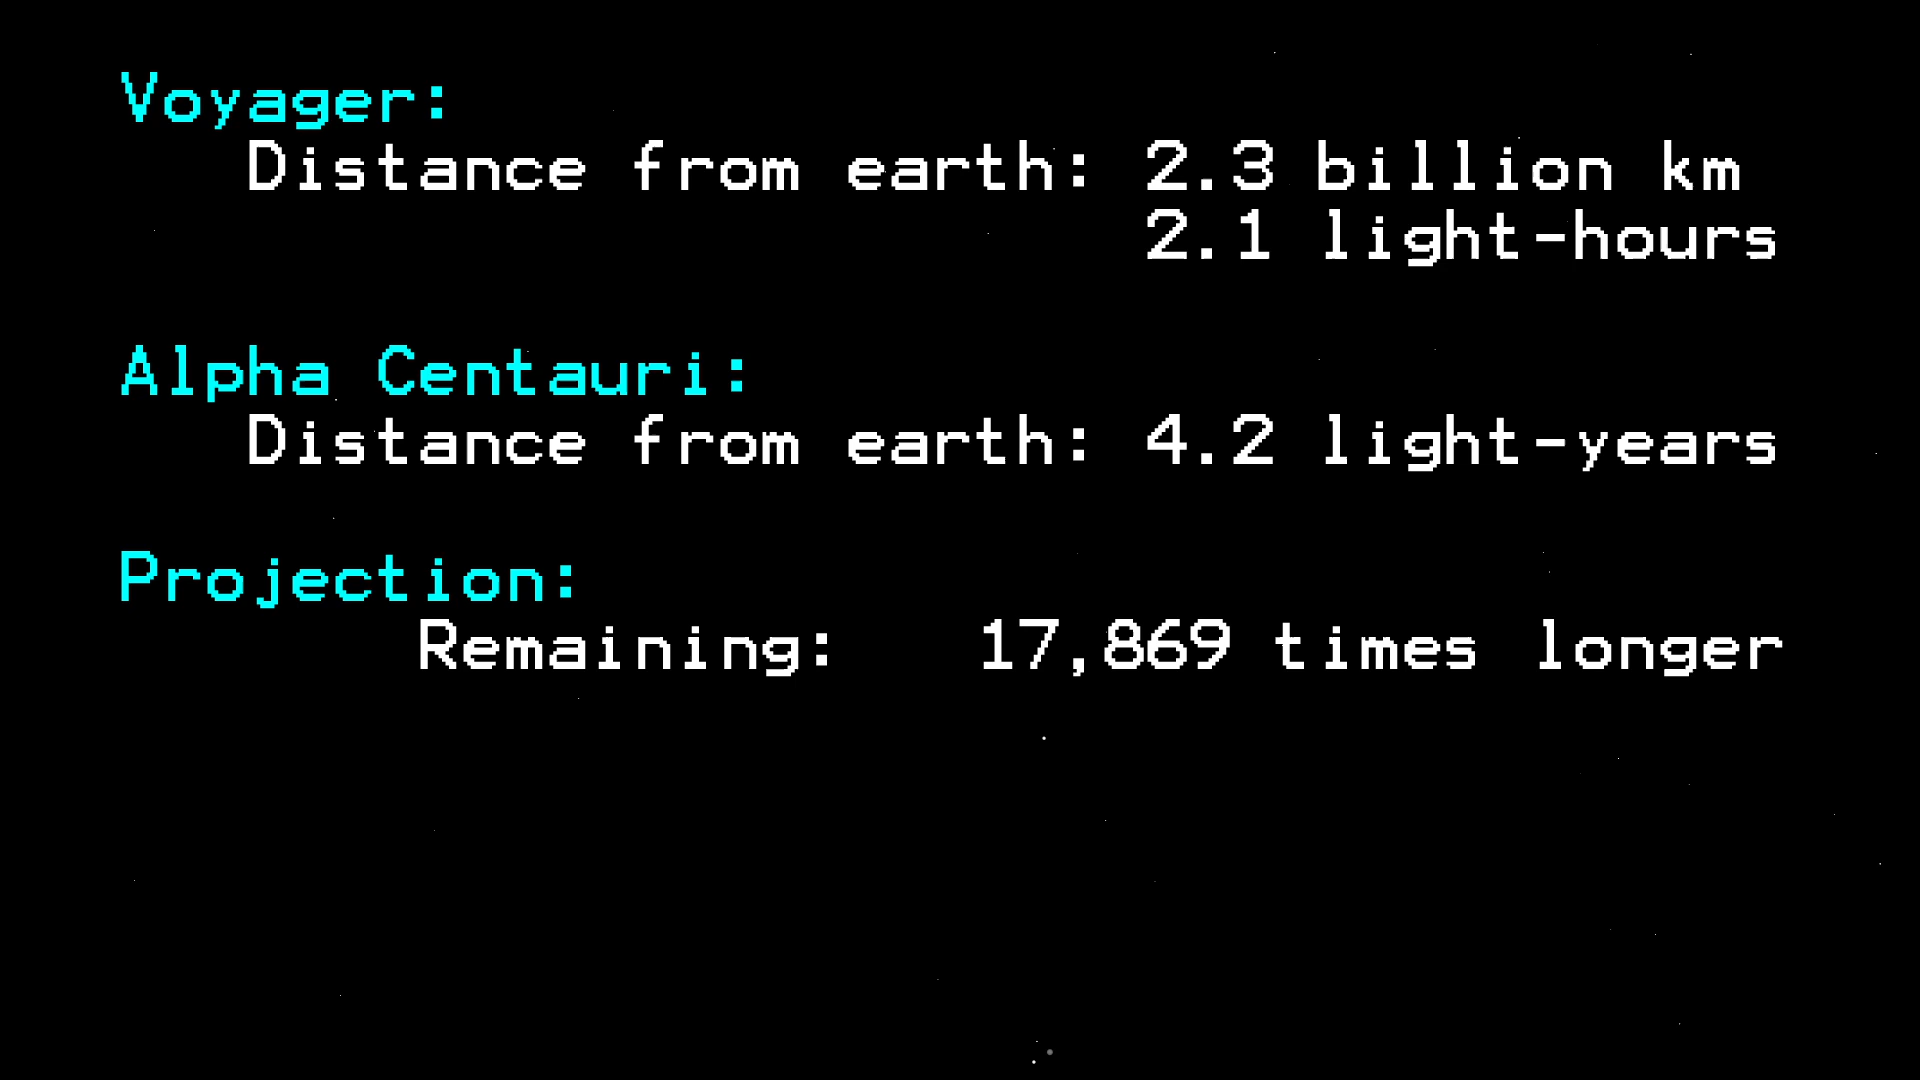 Voyager:
Distance from earth: 2.3 billion km
2.1 light-hours
Alpha Centauri:
Distance from earth: 4.2 light-years
Projection:
Remaining: 17,869 times longer